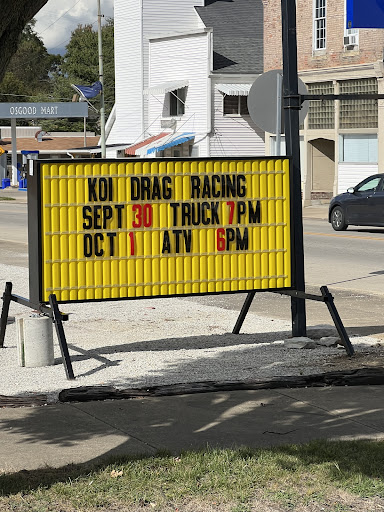 OSGOOD MART
KOI DRAG RACING
SEPT 30 TRUCK 7PM
OCT 1 ATV 6PM